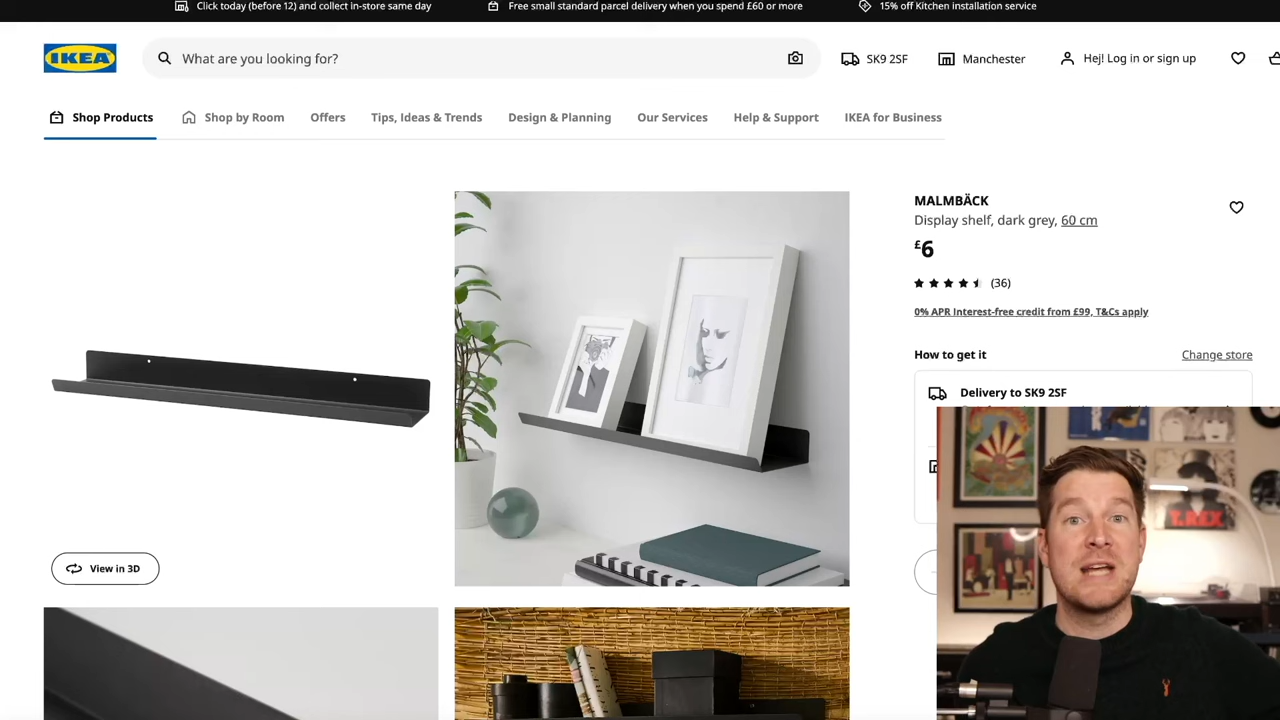 Click today (before 12) and collect in-store same day
Free small standard parcel delivery when you spend £60 or more
15% off Kitchen installation service
IKEA
What are you looking for?
SK9 2SF
Manchester
Hej! Log in or sign up
Shop Products
Shop by Room
Offers
Tips, Ideas & Trends
Design & Planning
Our Services
Help & Support
IKEA for Business
MALMBÄCK
Display shelf, dark grey, 60 cm
£6
(36)
0% APR Interest-free credit from £99, T&Cs apply
How to get it
Change store
Delivery to SK9 2SF
View in 3D
T.REX